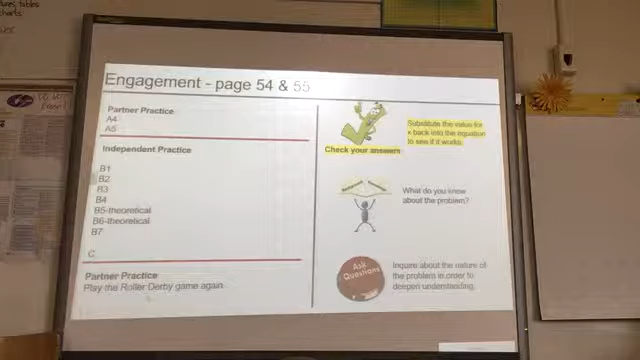 Engagement - page 54 & 55
Partner Practice
A4
A5
Independent Practice
B1
B2
B3
B4
B5-theoretical
B6-theoretical
B7
C
Partner Practice
Play the Roller Derby game again.
Check your answers
Substitute the value for
x back into the equation
to see if it works.
What do you know
about the problem?
Ask
Questions
Inquire about the nature of
the problem in order to
deepen understanding.
tables
charts